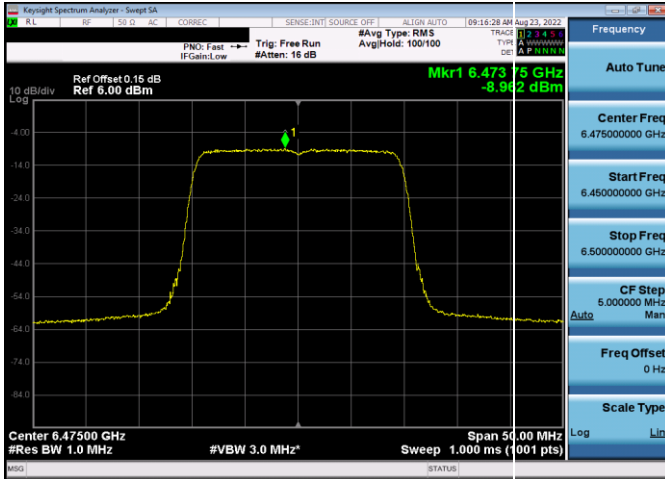 Keysight Spectrum Analyzer - Swept SA
RL RF 50 Ω AC CORREC SENSE:INT SOURCE OFF ALIGN AUTO 09:16:28 AM Aug 23, 2022
#Avg Type: RMS
TRACE 1 2 3 4 5 6
PNO: Fast Trig: Free Run Avg|Hold: 100/100
TYPE A WWWWW
IFGain:Low #Atten: 16 dB
DET A P N N N N
Mkr1 6.473 75 GHz
-8.962 dBm
Ref Offset 0.15 dB
10 dB/div Ref 6.00 dBm
Log
1
-4.00
-14.0
-24.0
-34.0
-44.0
-54.0
-64.0
-74.0
-84.0
Center 6.47500 GHz Span 50.00 MHz
#Res BW 1.0 MHz #VBW 3.0 MHz* Sweep 1.000 ms (1001 pts)
MSG STATUS
Frequency
Auto Tune
Center Freq
6.475000000 GHz
Start Freq
6.450000000 GHz
Stop Freq
6.500000000 GHz
CF Step
5.000000 MHz
Auto Man
Freq Offset
0 Hz
Scale Type
Log Lin